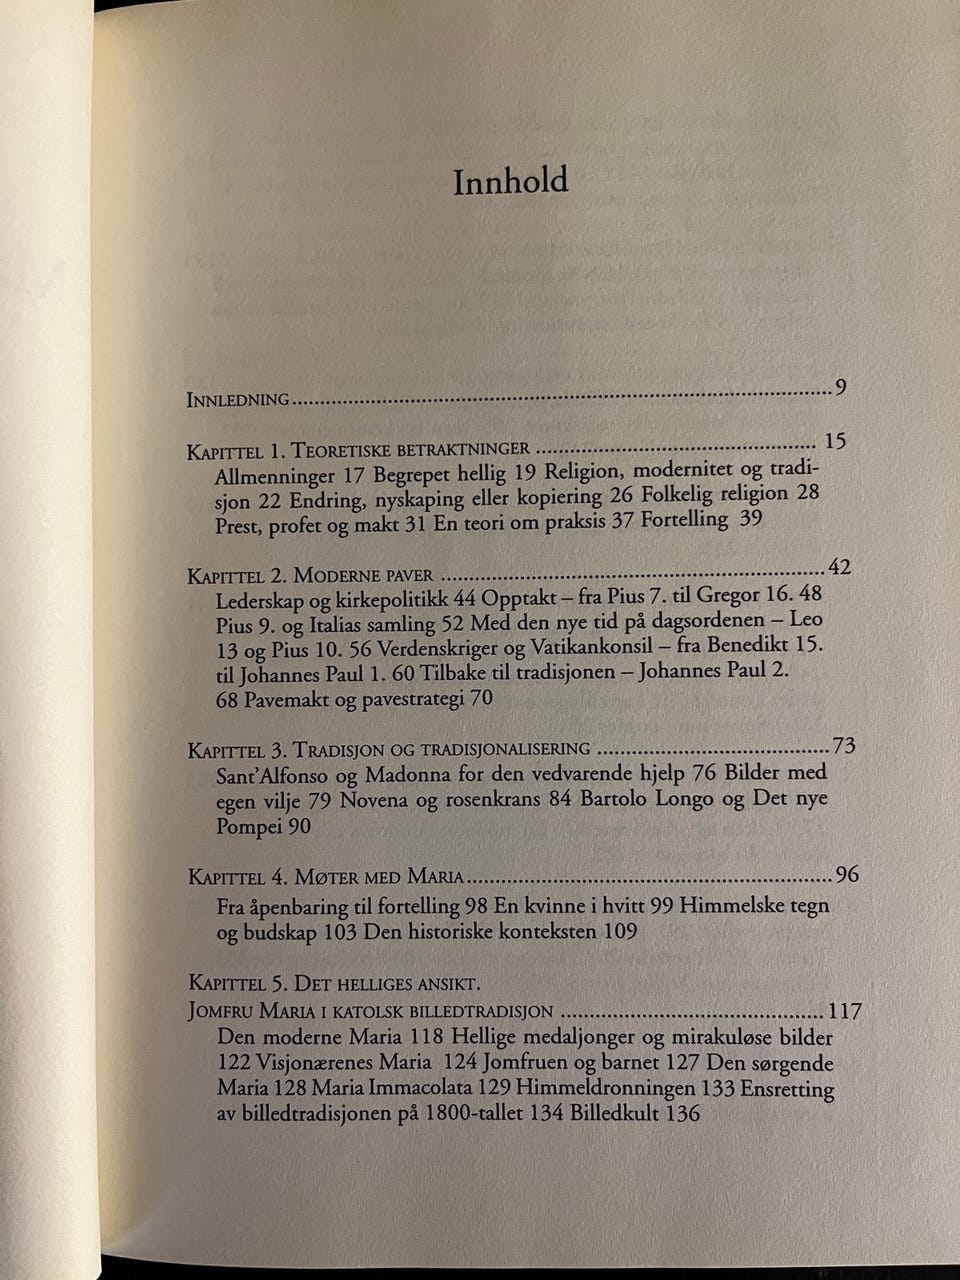 Innhold
Innledning 9
Kapittel 1. Teoretiske betraktninger 15
Allmenninger 17 Begrepet hellig 19 Religion, modernitet og tradi-
sjon 22 Endring, nyskaping eller kopiering 26 Folkelig religion 28
Prest, profet og makt 31 En teori om praksis 37 Fortelling 39
Kapittel 2. Moderne paver 42
Lederskap og kirkepolitikk 44 Opptakt – fra Pius 7. til Gregor 16. 48
Pius 9. og Italias samling 52 Med den nye tid på dagsordenen – Leo
13 og Pius 10. 56 Verdenskriger og Vatikankonsil – fra Benedikt 15.
til Johannes Paul 1. 60 Tilbake til tradisjonen – Johannes Paul 2.
68 Pavemakt og pavestrategi 70
Kapittel 3. Tradisjon og tradisjonalisering 73
Sant'Alfonso og Madonna for den vedvarende hjelp 76 Bilder med
egen vilje 79 Novena og rosenkrans 84 Bartolo Longo og Det nye
Pompei 90
Kapittel 4. Møter med Maria 96
Fra åpenbaring til fortelling 98 En kvinne i hvitt 99 Himmelske tegn
og budskap 103 Den historiske konteksten 109
Kapittel 5. Det helliges ansikt.
Jomfru Maria i katolsk billedtradisjon 117
Den moderne Maria 118 Hellige medaljonger og mirakuløse bilder
122 Visjonærenes Maria 124 Jomfruen og barnet 127 Den sørgende
Maria 128 Maria Immacolata 129 Himmeldronningen 133 Ensretting
av billedtradisjonen på 1800-tallet 134 Billedkult 136